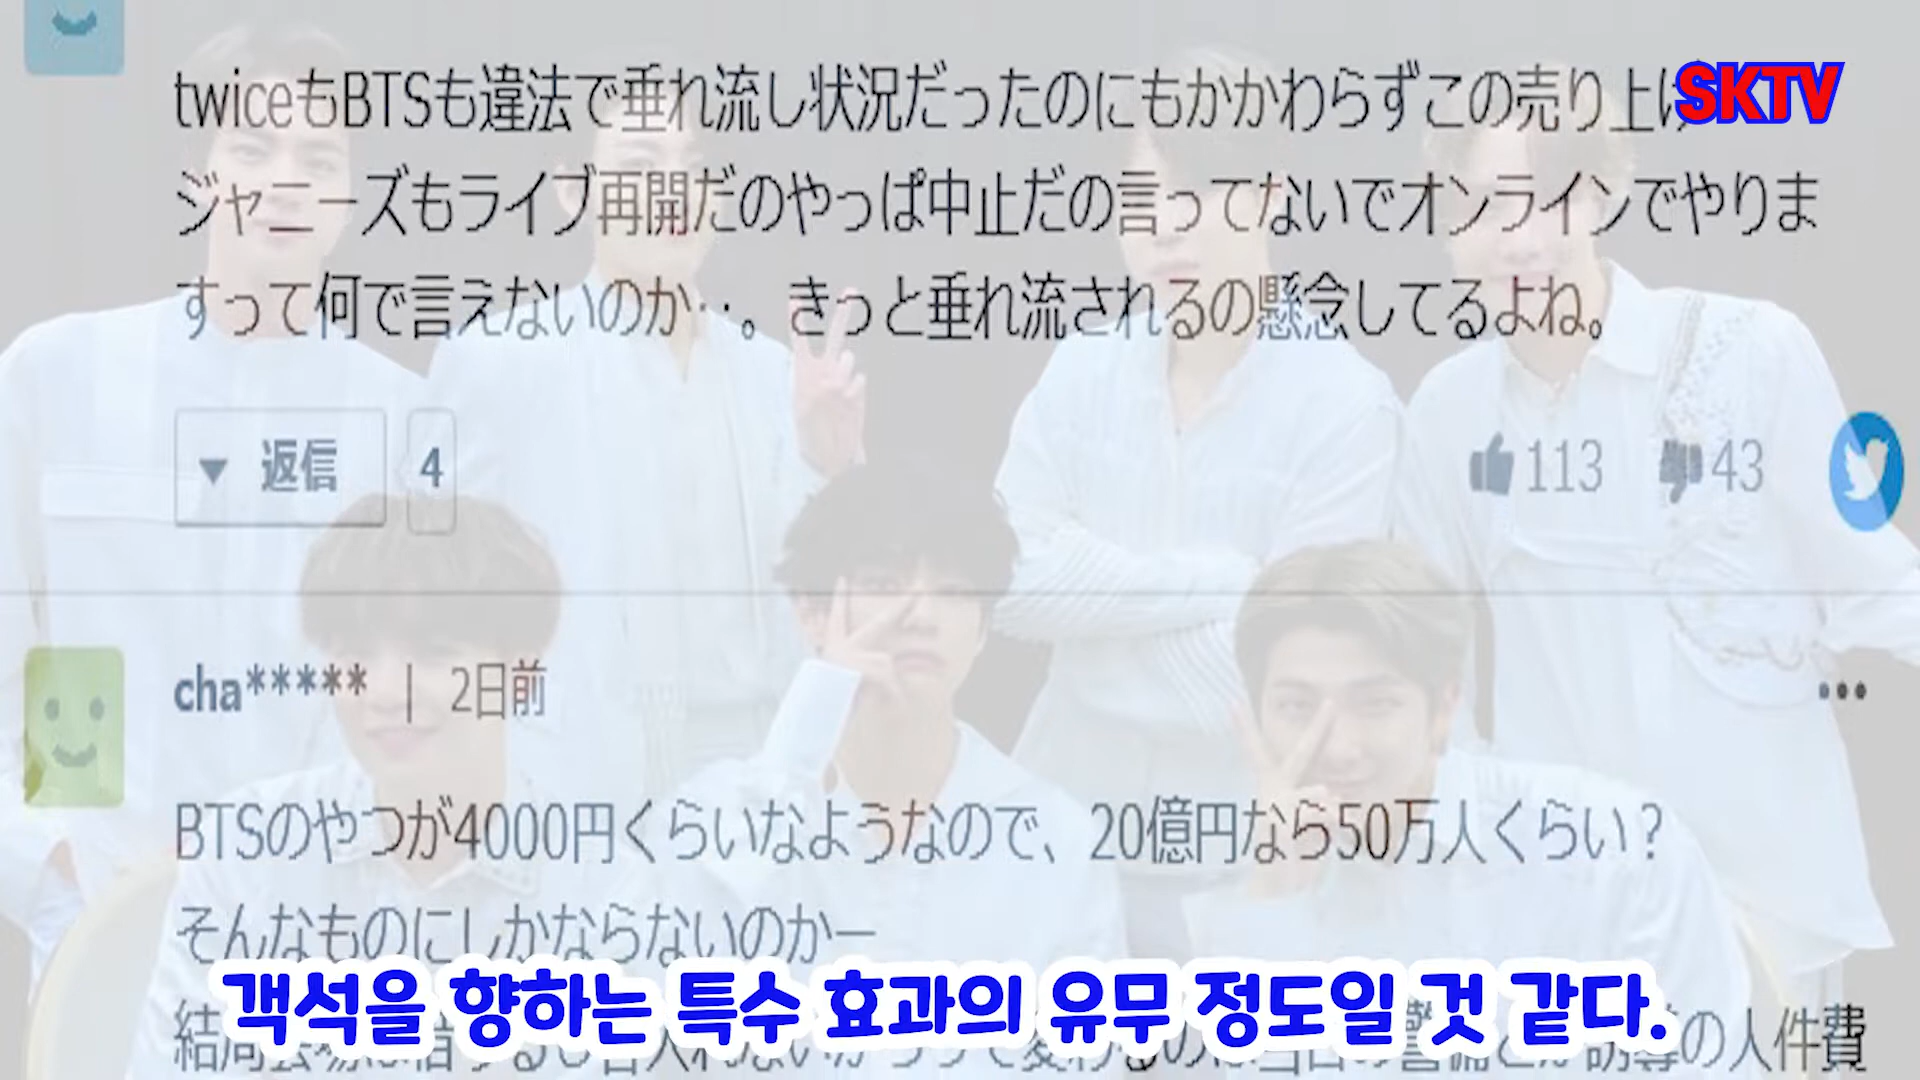 twiceもBTSも違法で垂れ流し状況だったのにもかかわらずこの売り上げ
SKTV
ジャニーズもライブ再開だのやっぱ中止だの言ってないでオンラインでやりま
すって何で言えないのか‥。きっと垂れ流されるの懸念してるよね。
返信 4
113 43
cha***** | 2日前
BTSのやつが4000円くらいなようなので、20億円なら50万人くらい？
そんなものにしかならないのかー
객석을 향하는 특수 효과의 유무 정도일 것 같다.
の人件費